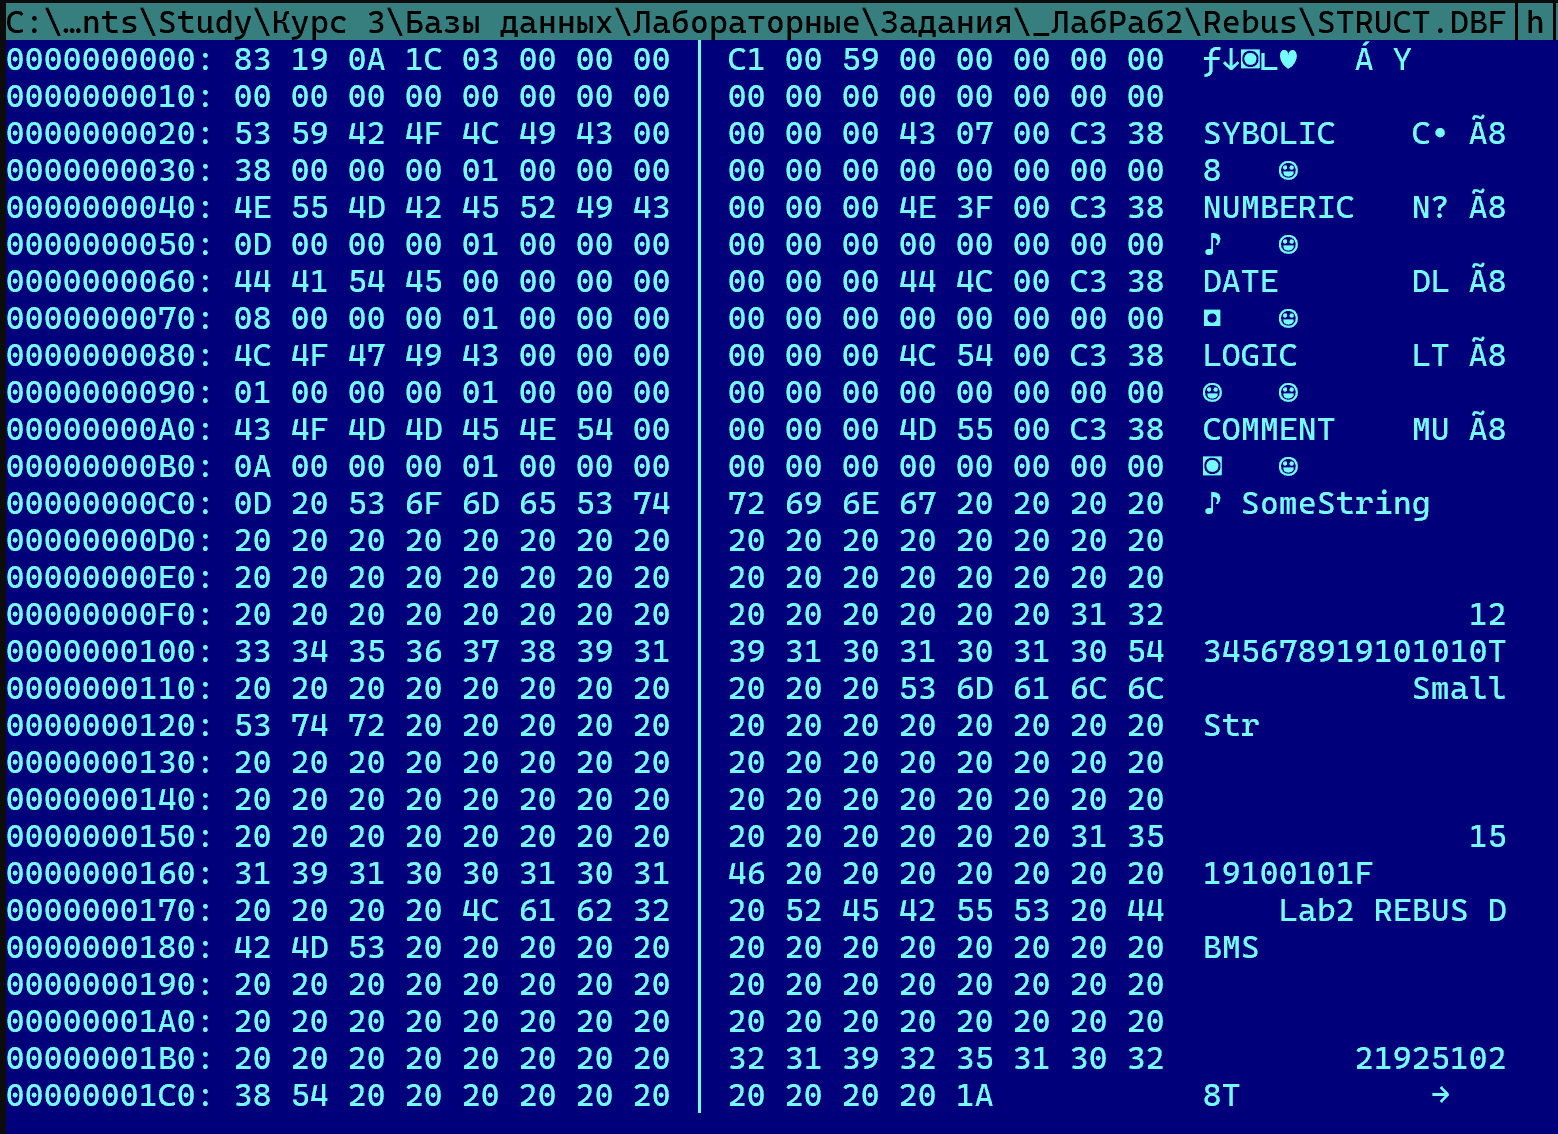 C:\…nts\Study\Курс 3\Базы данных\Лабораторные\Задания\_ЛабРаб2\Rebus\STRUCT.DBF h
0000000000: 83 19 0A 1C 03 00 00 00 │ C1 00 59 00 00 00 00 00 ƒ↓◙∟♥   Á Y
0000000010: 00 00 00 00 00 00 00 00 │ 00 00 00 00 00 00 00 00
0000000020: 53 59 42 4F 4C 49 43 00 │ 00 00 00 43 07 00 C3 38 SYBOLIC    C• Ã8
0000000030: 38 00 00 00 01 00 00 00 │ 00 00 00 00 00 00 00 00 8   ☺
0000000040: 4E 55 4D 42 45 52 49 43 │ 00 00 00 4E 3F 00 C3 38 NUMBERIC   N? Ã8
0000000050: 0D 00 00 00 01 00 00 00 │ 00 00 00 00 00 00 00 00 ♪   ☺
0000000060: 44 41 54 45 00 00 00 00 │ 00 00 00 44 4C 00 C3 38 DATE       DL Ã8
0000000070: 08 00 00 00 01 00 00 00 │ 00 00 00 00 00 00 00 00 ◘   ☺
0000000080: 4C 4F 47 49 43 00 00 00 │ 00 00 00 4C 54 00 C3 38 LOGIC      LT Ã8
0000000090: 01 00 00 00 01 00 00 00 │ 00 00 00 00 00 00 00 00 ☺   ☺
00000000A0: 43 4F 4D 4D 45 4E 54 00 │ 00 00 00 4D 55 00 C3 38 COMMENT    MU Ã8
00000000B0: 0A 00 00 00 01 00 00 00 │ 00 00 00 00 00 00 00 00 ◙   ☺
00000000C0: 0D 20 53 6F 6D 65 53 74 │ 72 69 6E 67 20 20 20 20 ♪ SomeString
00000000D0: 20 20 20 20 20 20 20 20 │ 20 20 20 20 20 20 20 20
00000000E0: 20 20 20 20 20 20 20 20 │ 20 20 20 20 20 20 20 20
00000000F0: 20 20 20 20 20 20 20 20 │ 20 20 20 20 20 20 31 32               12
0000000100: 33 34 35 36 37 38 39 31 │ 39 31 30 31 30 31 30 54 345678919101010T
0000000110: 20 20 20 20 20 20 20 20 │ 20 20 20 53 6D 61 6C 6C            Small
0000000120: 53 74 72 20 20 20 20 20 │ 20 20 20 20 20 20 20 20 Str
0000000130: 20 20 20 20 20 20 20 20 │ 20 20 20 20 20 20 20 20
0000000140: 20 20 20 20 20 20 20 20 │ 20 20 20 20 20 20 20 20
0000000150: 20 20 20 20 20 20 20 20 │ 20 20 20 20 20 20 31 35               15
0000000160: 31 39 31 30 30 31 30 31 │ 46 20 20 20 20 20 20 20 19100101F
0000000170: 20 20 20 20 4C 61 62 32 │ 20 52 45 42 55 53 20 44     Lab2 REBUS D
0000000180: 42 4D 53 20 20 20 20 20 │ 20 20 20 20 20 20 20 20 BMS
0000000190: 20 20 20 20 20 20 20 20 │ 20 20 20 20 20 20 20 20
00000001A0: 20 20 20 20 20 20 20 20 │ 20 20 20 20 20 20 20 20
00000001B0: 20 20 20 20 20 20 20 20 │ 32 31 39 32 35 31 30 32         21925102
00000001C0: 38 54 20 20 20 20 20 20 │ 20 20 20 20 1A          8T          →